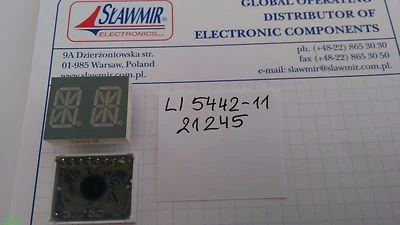 SŁAWMIR
ELECTRONICS
GLOBAL OPERATING
DISTRIBUTOR OF
ELECTRONIC COMPONENTS
9A Dzierżoniowska str.
01-985 Warsaw, Poland
www.slawmir.com.pl
ph. (+48-22) 865 30 30
fax (+48-22) 865 30 50
e-mail: slawmir@slawmir.com.pl
LI 5442-11
21245